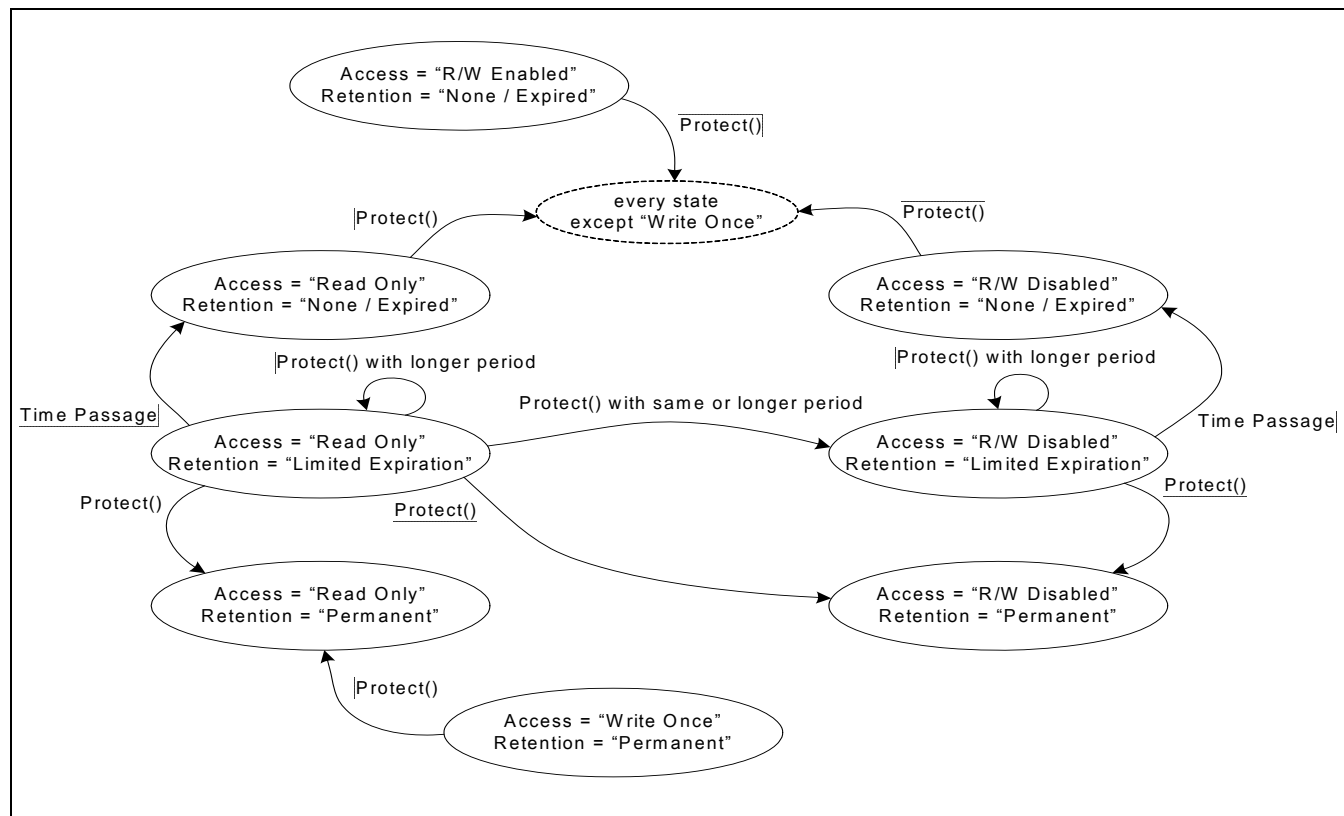 Access = “R/W Enabled”
Retention = “None / Expired”
Protect()
every state
except “Write Once”
Protect()
Protect()
Access = “Read Only”
Retention = “None / Expired”
Access = “R/W Disabled”
Retention = “None / Expired”
Protect() with longer period
Protect() with longer period
Time Passage
Protect() with same or longer period
Time Passage
Access = “Read Only”
Retention = “Limited Expiration”
Access = “R/W Disabled”
Retention = “Limited Expiration”
Protect()
Protect()
Protect()
Access = “Read Only”
Retention = “Permanent”
Access = “R/W Disabled”
Retention = “Permanent”
Protect()
Access = “Write Once”
Retention = “Permanent”